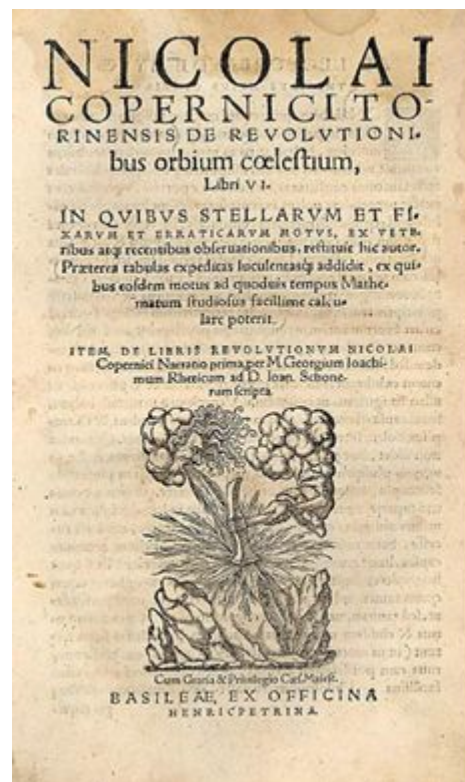 NICOLAI
COPERNICI TO-
RINENSIS DE REVOLVTIONI-
bus orbium cœlestium,
Libri VI.
IN QVIBVS STELLARVM ET FI-
XARVM ET ERRATICARVM MOTVS, EX VETE-
ribus atq; recentibus obseruationibus, restituit hic autor.
Præterea tabulas expeditas luculentasq; addidit, ex qui-
bus eosdem motus ad quoduis tempus Mathe-
matum studiosus facillime calcu-
lare poterit.
ITEM, DE LIBRIS REVOLVTIONVM NICOLAI
Copernici Narratio prima, per M. Georgium Ioachi-
mum Rheticum ad D. Ioan. Schone-
rum scripta.
Cum Gratia & Priuilegio Cæs. Maiest.
BASILEAE, EX OFFICINA
HENRICPETRINA.